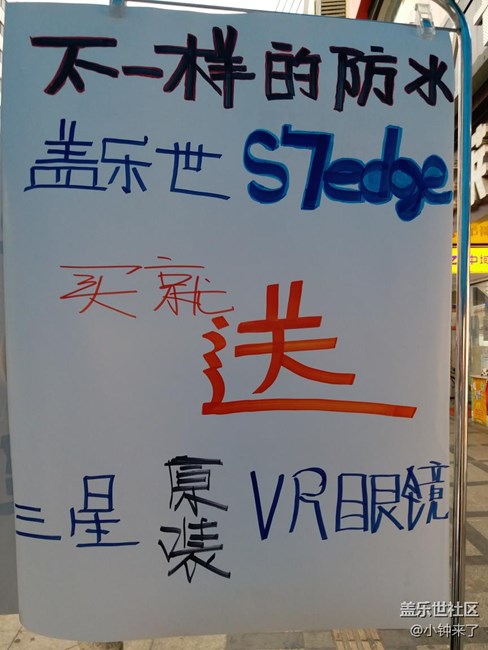 不一样的防水
盖乐世 S7edge
买就送
三星 原装 VR眼镜
盖乐世社区
@小钟来了